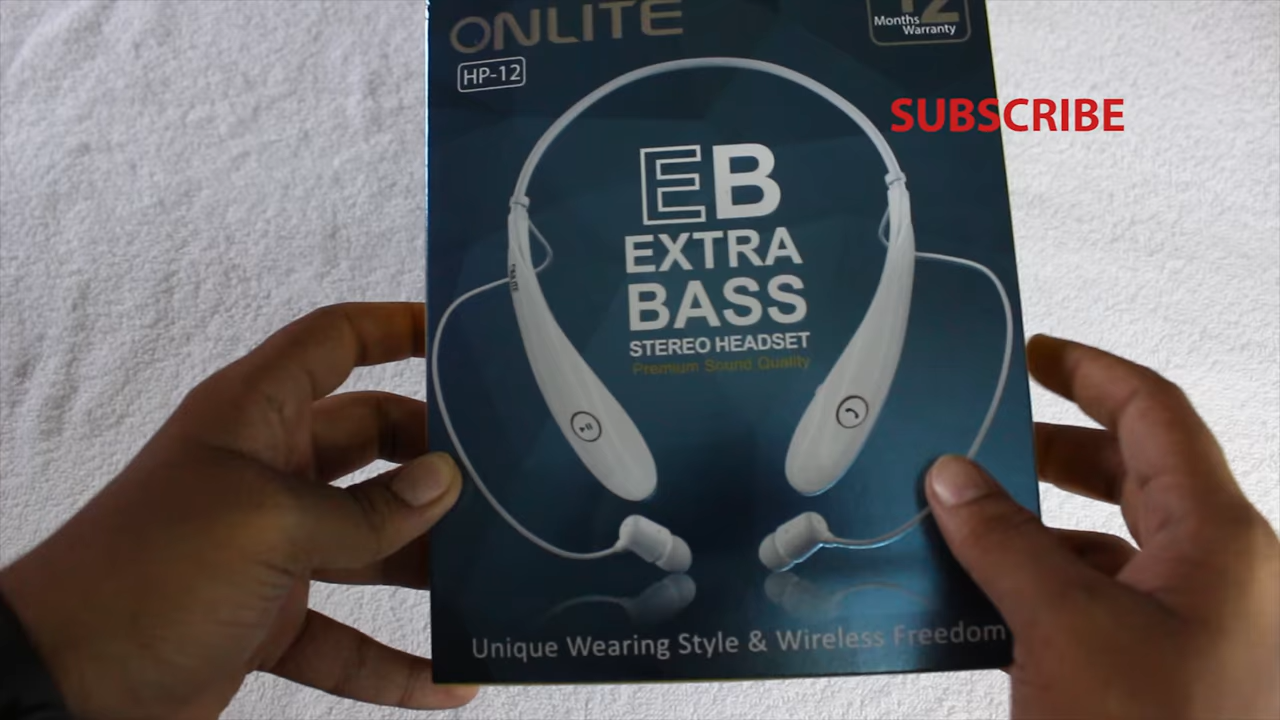 ONLITE
12
Months
Warranty
HP-12
SUBSCRIBE
EB
EXTRA
BASS
STEREO HEADSET
Premium Sound Quality
Unique Wearing Style & Wireless Freedom